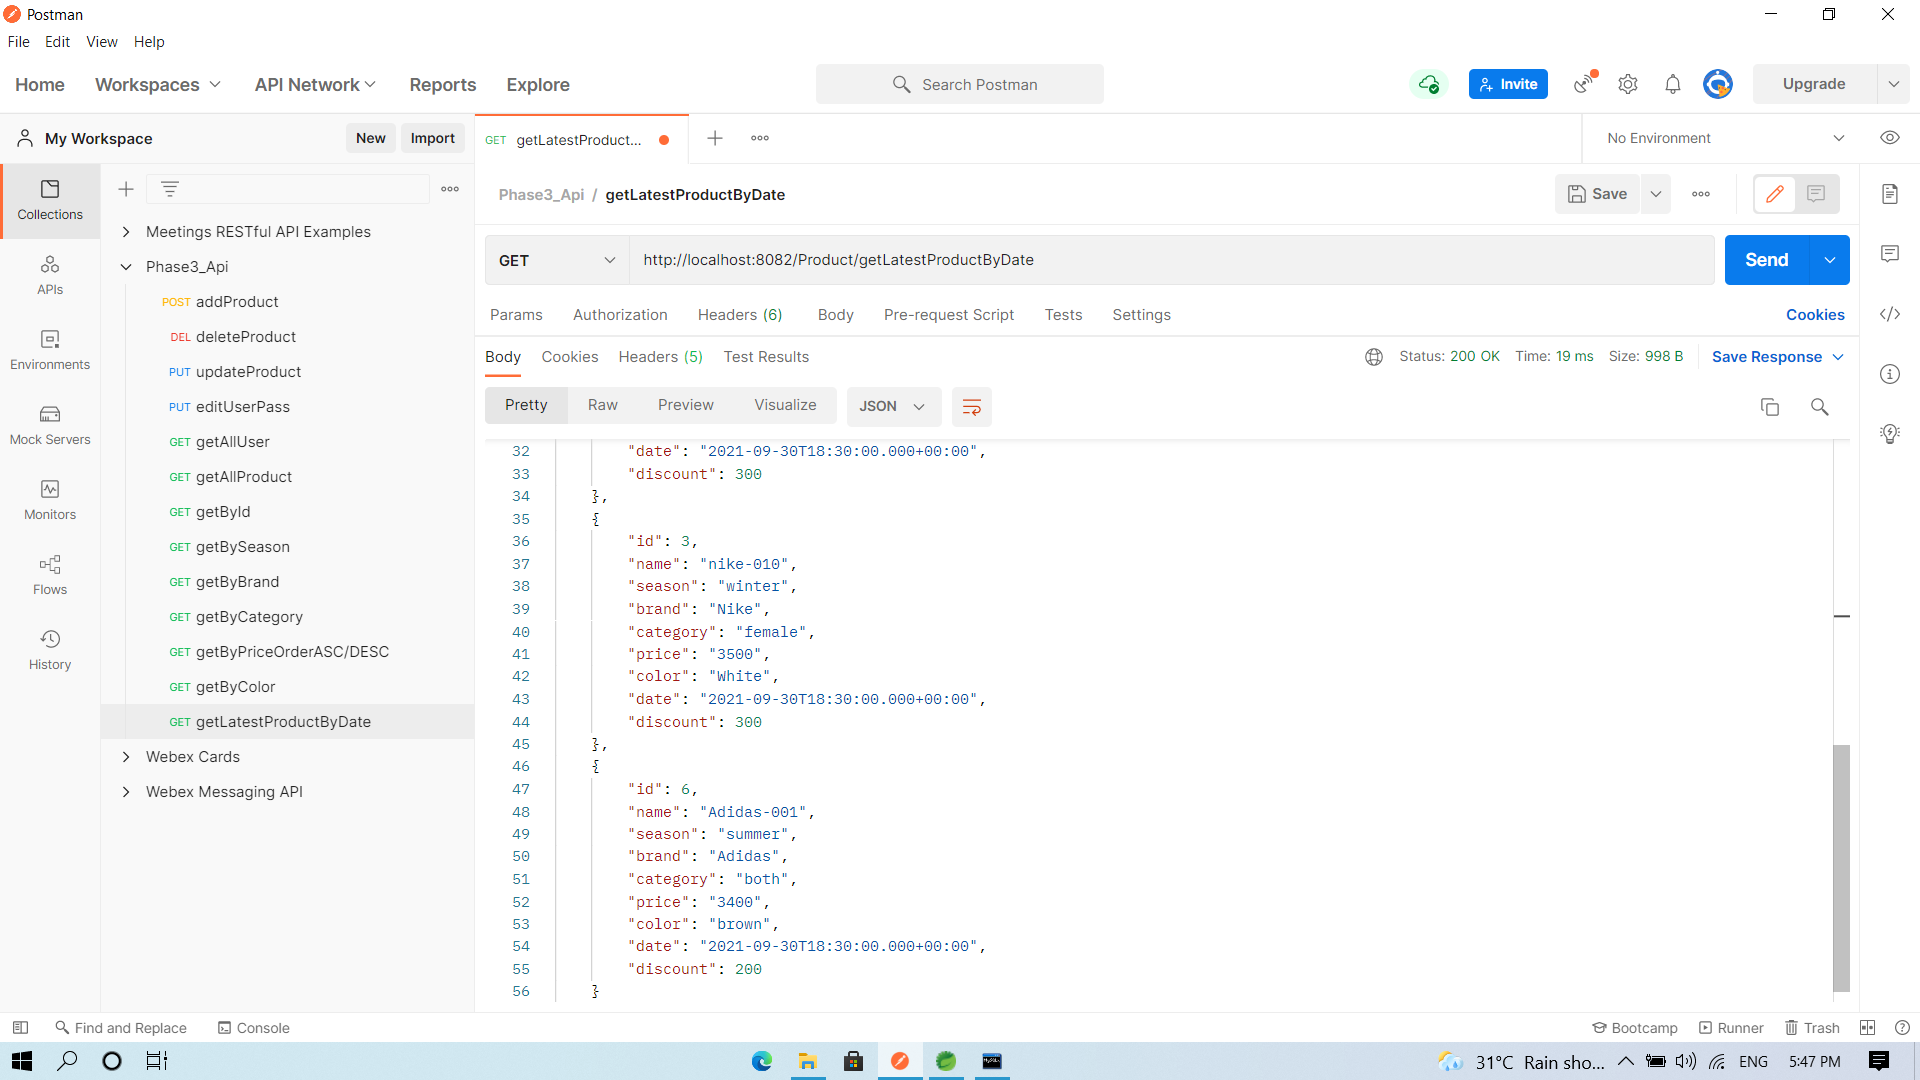 Postman
File Edit View Help
Home Workspaces API Network Reports Explore Search Postman Invite Upgrade
My Workspace New Import GET getLatestProduct... No Environment
Phase3_Api / getLatestProductByDate Save
Collections
APIs
Environments
Mock Servers
Monitors
Flows
History
Meetings RESTful API Examples
Phase3_Api
POST addProduct
DEL deleteProduct
PUT updateProduct
PUT editUserPass
GET getAllUser
GET getAllProduct
GET getById
GET getBySeason
GET getByBrand
GET getByCategory
GET getByPriceOrderASC/DESC
GET getByColor
GET getLatestProductByDate
Webex Cards
Webex Messaging API
GET http://localhost:8082/Product/getLatestProductByDate Send
Params Authorization Headers (6) Body Pre-request Script Tests Settings Cookies
Body Cookies Headers (5) Test Results Status: 200 OK Time: 19 ms Size: 998 B Save Response
Pretty Raw Preview Visualize JSON
32 "date": "2021-09-30T18:30:00.000+00:00",
33 "discount": 300
34 },
35 {
36 "id": 3,
37 "name": "nike-010",
38 "season": "winter",
39 "brand": "Nike",
40 "category": "female",
41 "price": "3500",
42 "color": "White",
43 "date": "2021-09-30T18:30:00.000+00:00",
44 "discount": 300
45 },
46 {
47 "id": 6,
48 "name": "Adidas-001",
49 "season": "summer",
50 "brand": "Adidas",
51 "category": "both",
52 "price": "3400",
53 "color": "brown",
54 "date": "2021-09-30T18:30:00.000+00:00",
55 "discount": 200
56 }
Find and Replace Console Bootcamp Runner Trash
31°C Rain sho... ENG 5:47 PM